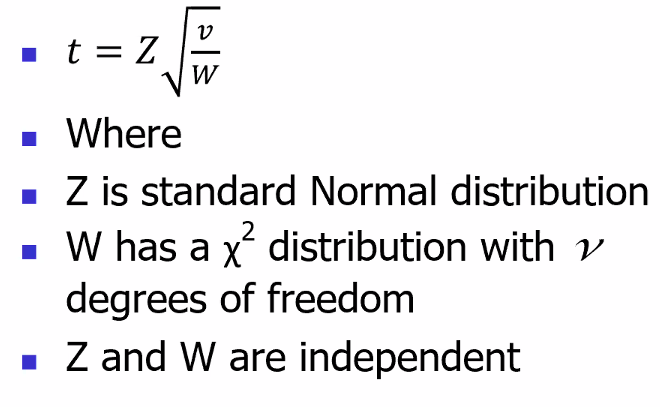 ▪ t = Z√(v/W)
▪ Where
▪ Z is standard Normal distribution
▪ W has a χ² distribution with ν
degrees of freedom
▪ Z and W are independent